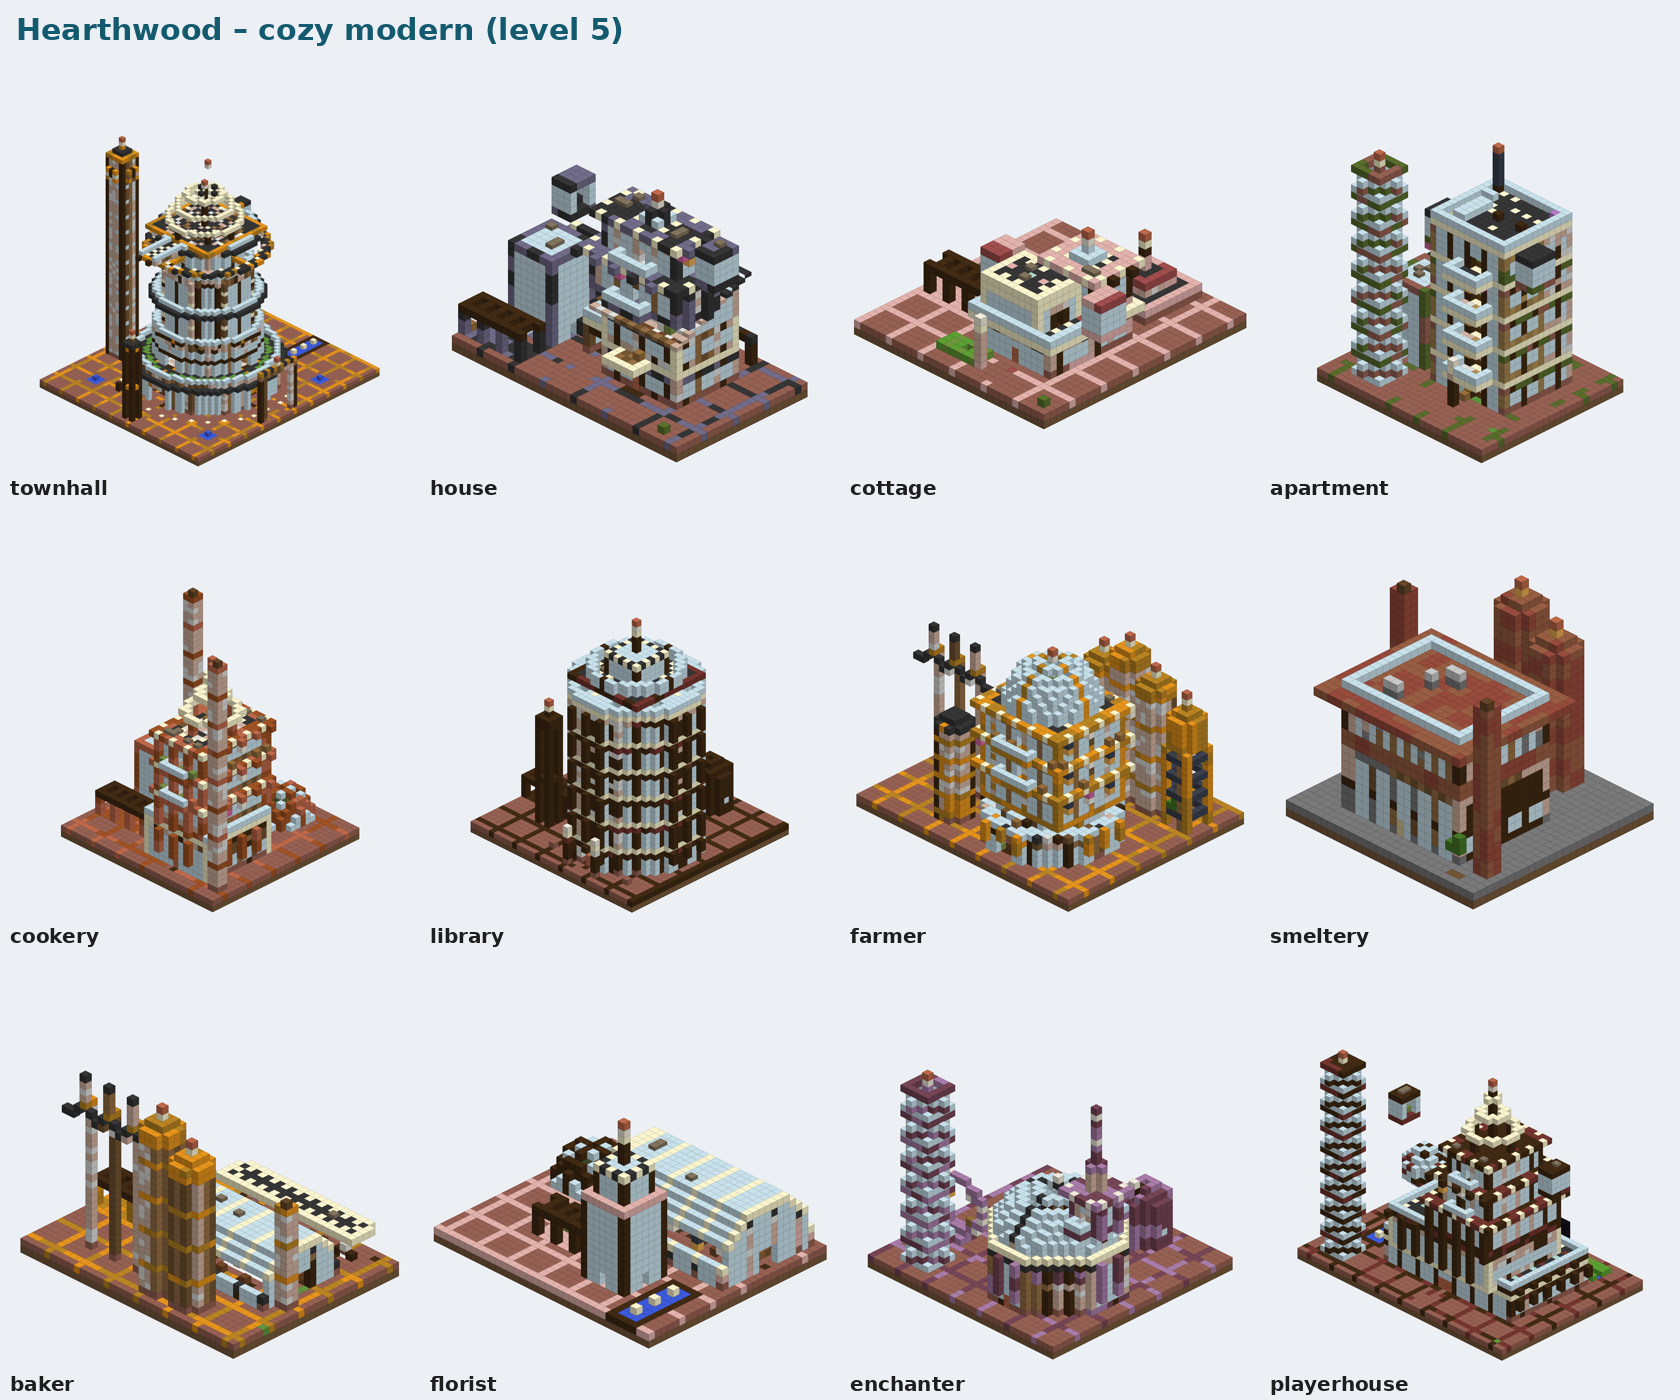 Hearthwood – cozy modern (level 5)
townhall
house
cottage
apartment
cookery
library
farmer
smeltery
baker
florist
enchanter
playerhouse